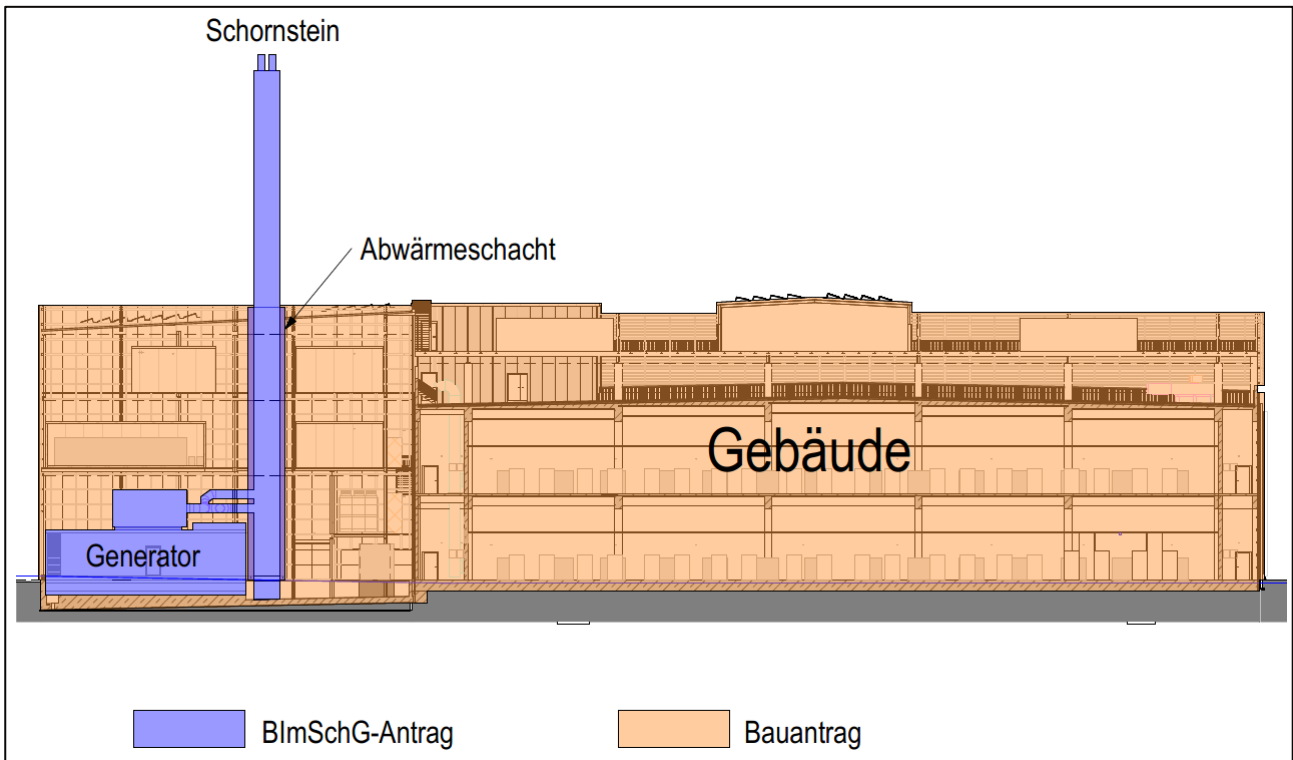 Schornstein
Abwärmeschacht
Gebäude
Generator
BImSchG-Antrag
Bauantrag